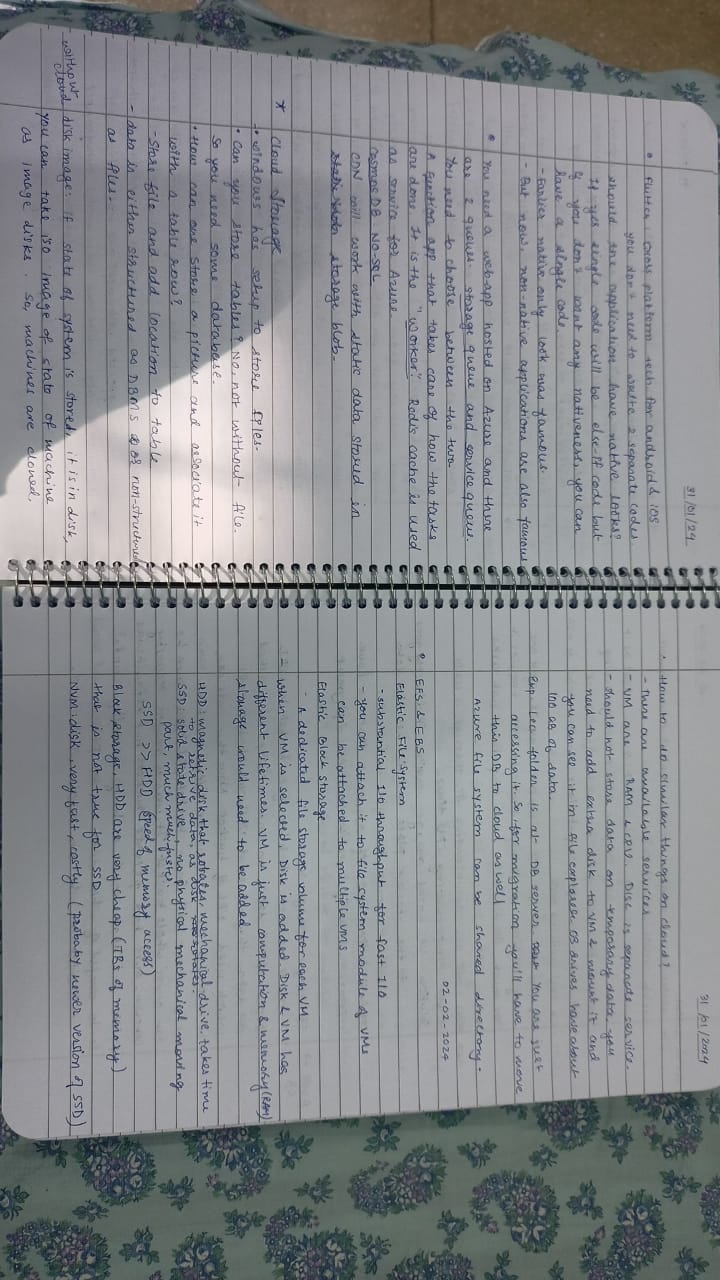 31/01/24
• Flutter: Cross platform tech. for android & iOS
you don't need to write 2 separate codes
should the application have native looks?
If yes single code will be else-if code but
if you don't want any nativeness, you can
have a single code.
- Earlier native only look was famous.
- But now, non-native applications are also famous
• You need a webapp hosted on Azure and there
are 2 queues, storage queue and service queue.
You need to choose between the two
A function app that takes care of how the tasks
are done It is the "worker". Redis cache is used
as service for Azure
Cosmos DB NO-SQL
CDN will work with static data stored in
storage blob.
* Cloud Storage
• Windows has setup to store files.
• Can you store tables? No, not without file.
So you need some database.
• How can one store a picture and associate it
with a table row?
- Store file and add location to table
- data is either structured as DBMS & or non-structured
as files.
without cloud disk image: if state of system is stored, it is in disk,
you can take iso image of state of machine
as image disks. So, machines are cloned.
31/01/2024
• How to do similar things on cloud?
- There are available services
- VM are RAM & CPU. Disc is separate service.
- should not store data on temporary data, you
need to add extra disk to VM & mount it and
you can see it in file explorer OS drives have about
100 GB of data.
folder is at DB server You are just
accessing it. So, for migration you'll have to move
this DB to cloud as well
Azure file system can be shared directory.
02-02-2024
• EFS & EBS
Elastic File System
- substantial I/O throughput for fast I/O
- you can attach it to file system module of VMs
can be attached to multiple VMs
Elastic Block Storage
- A dedicated file storage volume for each VM
- When VM is selected, Disk is added Disk & VM has
different lifetimes VM is just computation & memory (RAM)
storage would need to be added.
HDD: magnetic disk that rotates, mechanical drive, takes time
to retrieve data, as disk rotates.
SSD: solid state drive, no physical mechanical moving
part, much much faster.
SSD >> HDD (speed of memory access)
Block storage, HDD are very cheap. (TBs of memory)
that is not true for SSD
NVM: disk, very fast, costly (probably newer version of SSD)